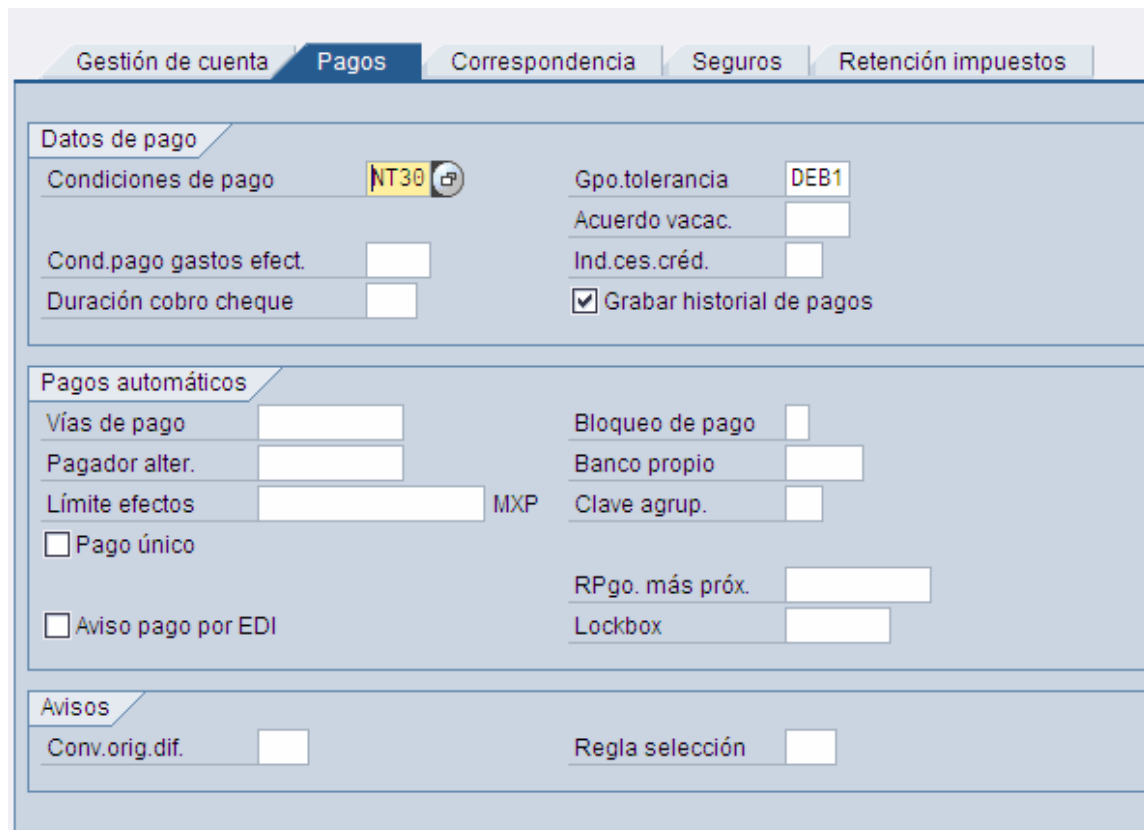 Gestión de cuenta Pagos Correspondencia Seguros Retención impuestos
Datos de pago
Condiciones de pago NT30 Gpo.tolerancia DEB1
Acuerdo vacac.
Cond.pago gastos efect. Ind.ces.créd.
Duración cobro cheque Grabar historial de pagos
Pagos automáticos
Vías de pago Bloqueo de pago
Pagador alter. Banco propio
Límite efectos MXP Clave agrup.
Pago único
RPgo. más próx.
Aviso pago por EDI Lockbox
Avisos
Conv.orig.dif. Regla selección